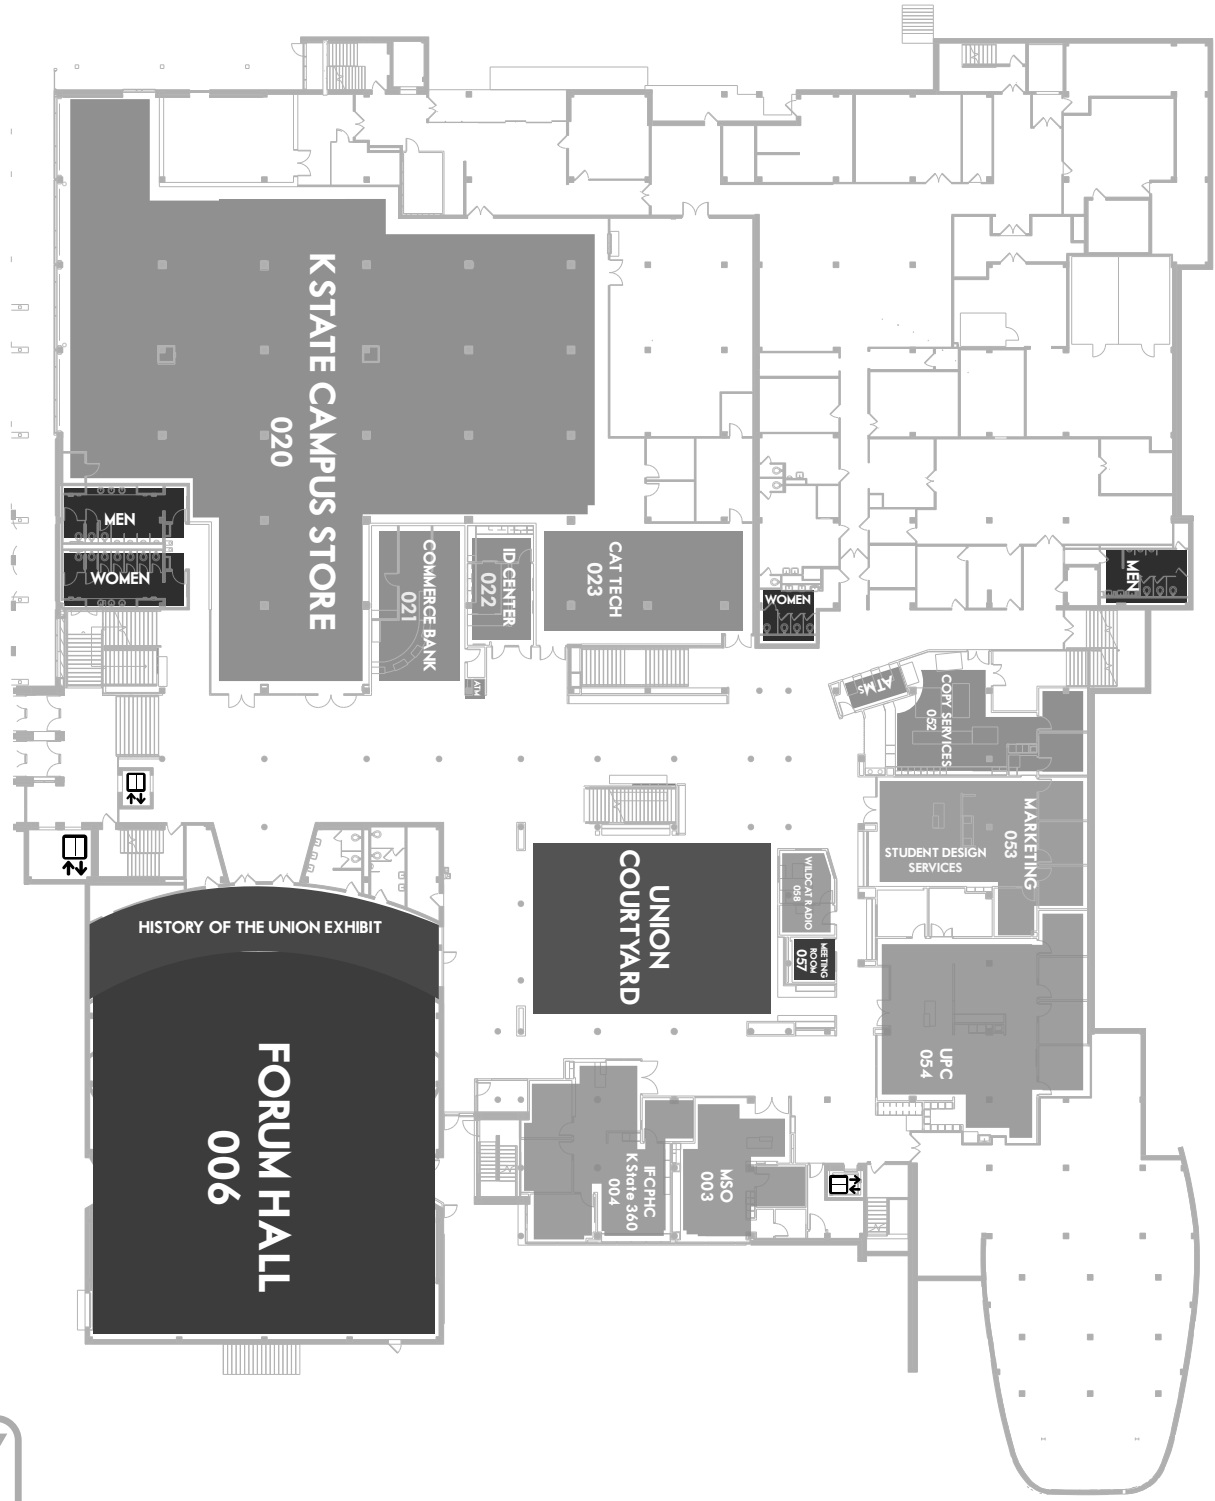 K-STATE CAMPUS STORE
020
MEN
WOMEN
COMMERCE BANK
021
ID CENTER
022
ATM
CAT TECH
023
WOMEN
MEN
ATMs
COPY SERVICES
052
MARKETING
053
STUDENT DESIGN
SERVICES
UNION
COURTYARD
WILDCAT RADIO
058
MEETING
ROOM
057
HISTORY OF THE UNION EXHIBIT
FORUM HALL
006
UPC
054
IFCPHC
K-State 360
004
MSO
003